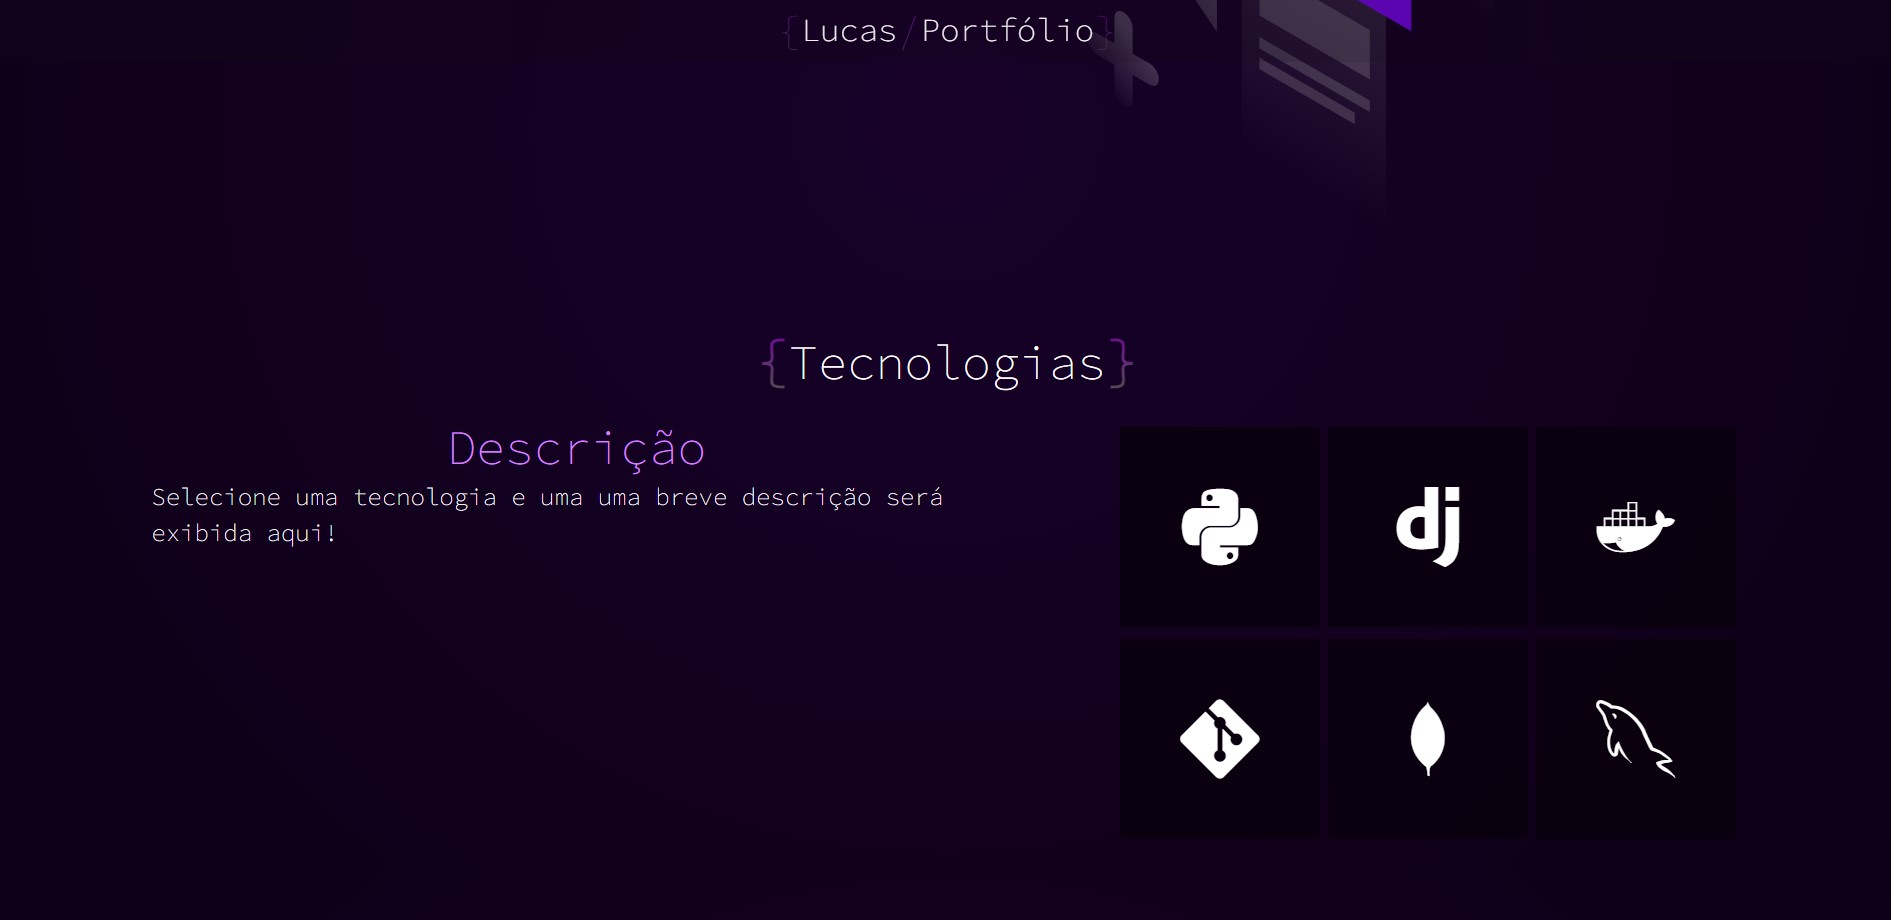 {Lucas/Portfólio}
{Tecnologias}
Descrição
Selecione uma tecnologia e uma uma breve descrição será
exibida aqui!
dj